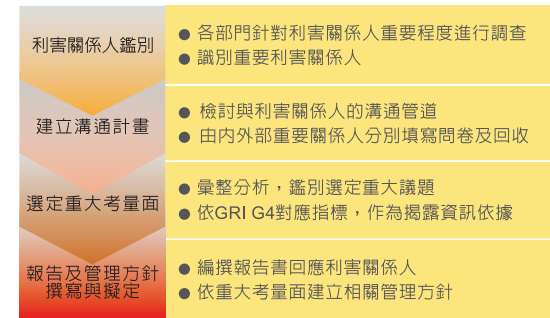 利害關係人鑑別
● 各部門針對利害關係人重要程度進行調查
● 識別重要利害關係人
建立溝通計畫
● 檢討與利害關係人的溝通管道
● 由內外部重要關係人分別填寫問卷及回收
選定重大考量面
● 彙整分析，鑑別選定重大議題
● 依GRI G4對應指標，作為揭露資訊依據
報告及管理方針
撰寫與擬定
● 編撰報告書回應利害關係人
● 依重大考量面建立相關管理方針